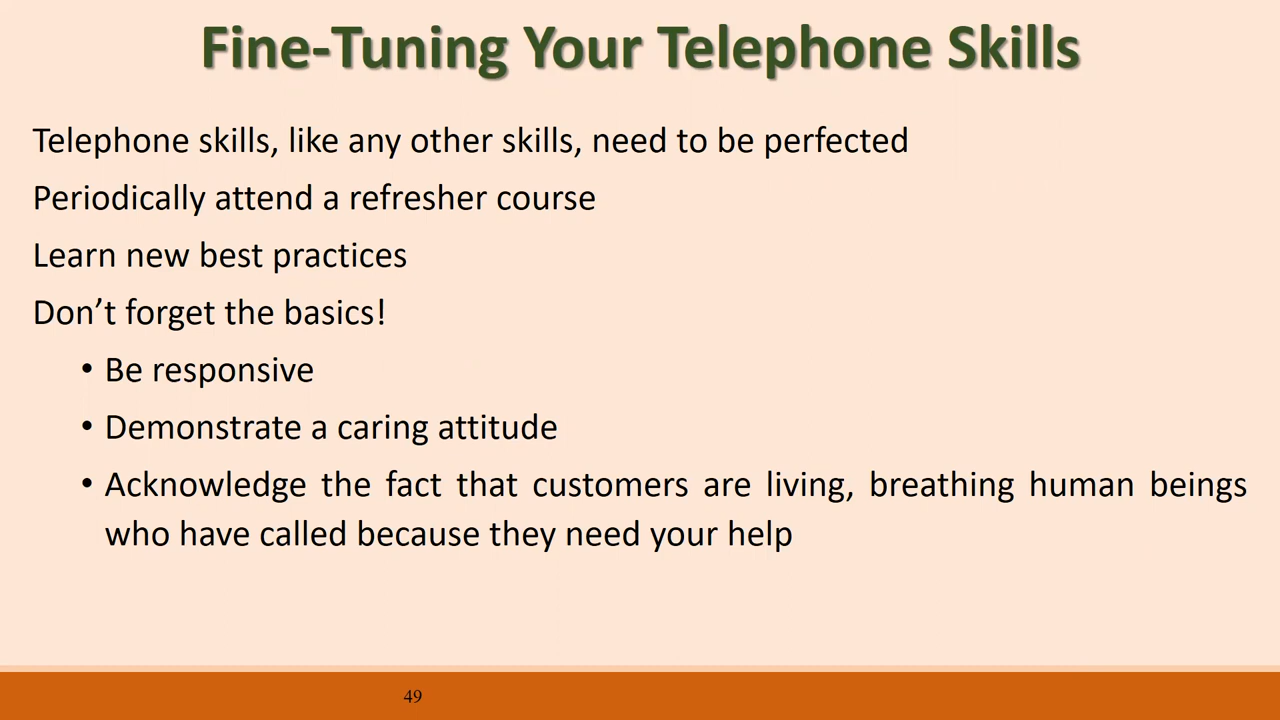 Fine-Tuning Your Telephone Skills
Telephone skills, like any other skills, need to be perfected
Periodically attend a refresher course
Learn new best practices
Don’t forget the basics!
• Be responsive
• Demonstrate a caring attitude
• Acknowledge the fact that customers are living, breathing human beings
who have called because they need your help
49